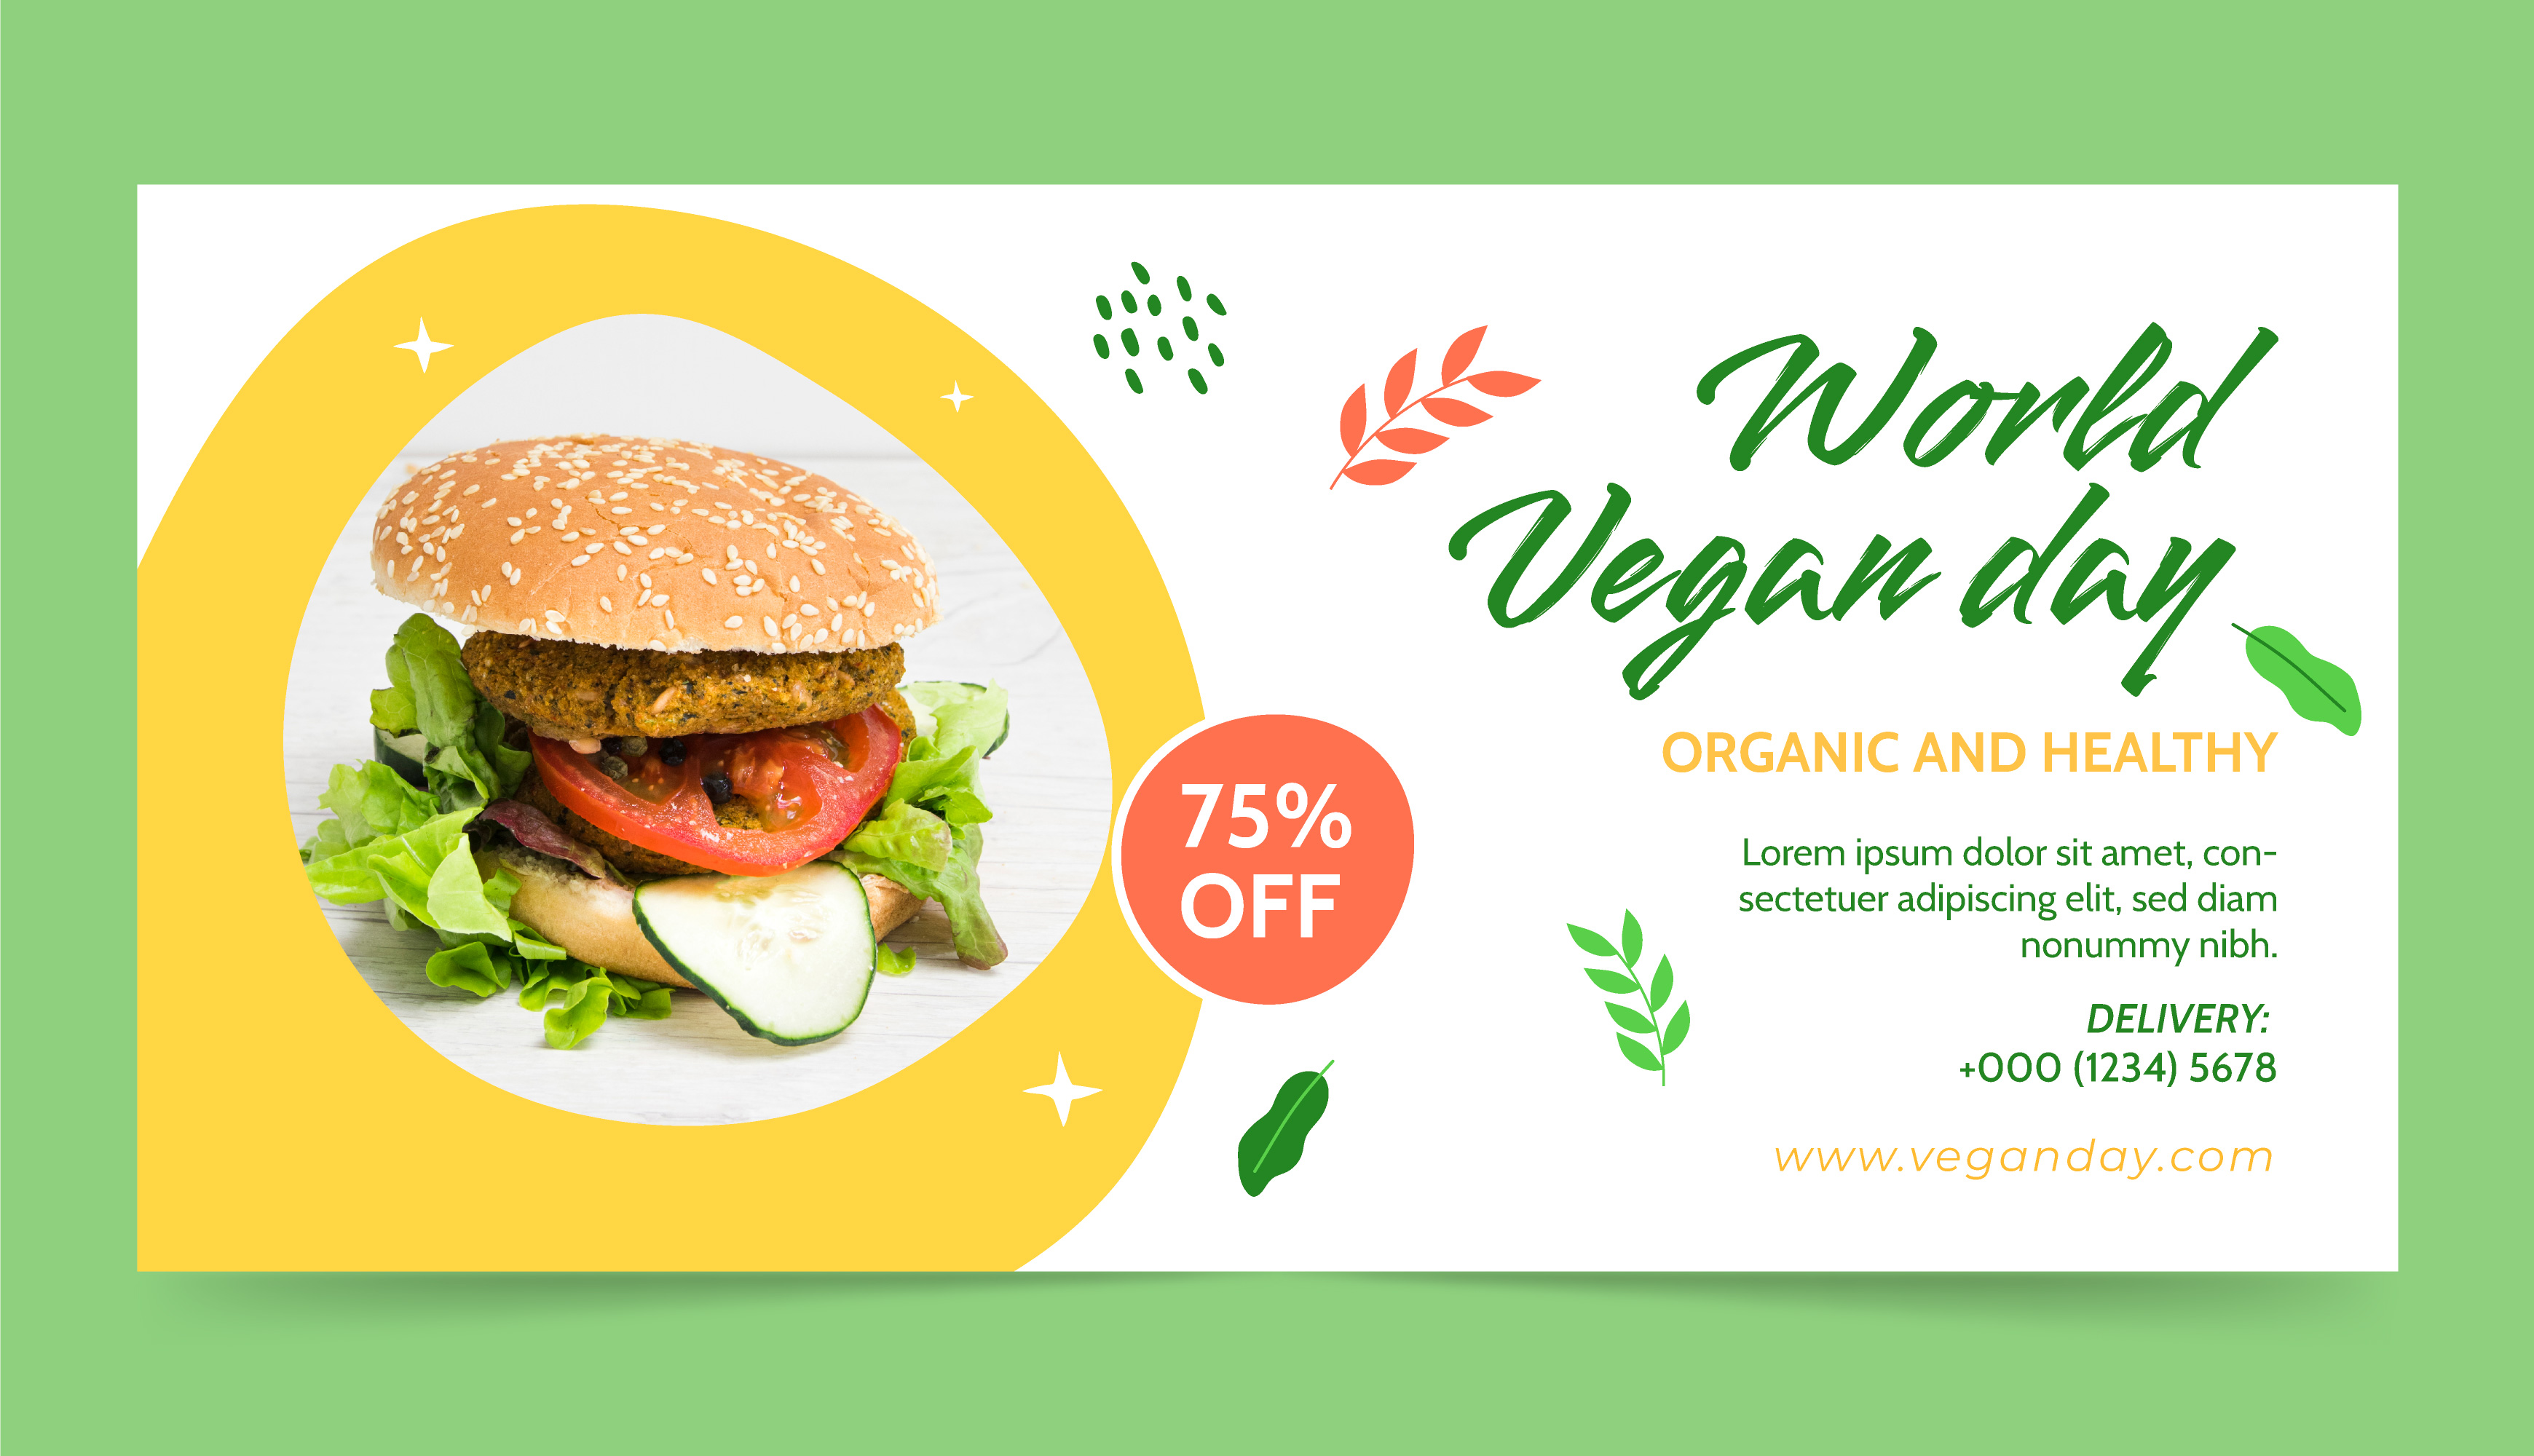 World
Vegan day
ORGANIC AND HEALTHY
75%
OFF
Lorem ipsum dolor sit amet, con-
sectetuer adipiscing elit, sed diam
nonummy nibh.
DELIVERY:
+000 (1234) 5678
www.veganday.com